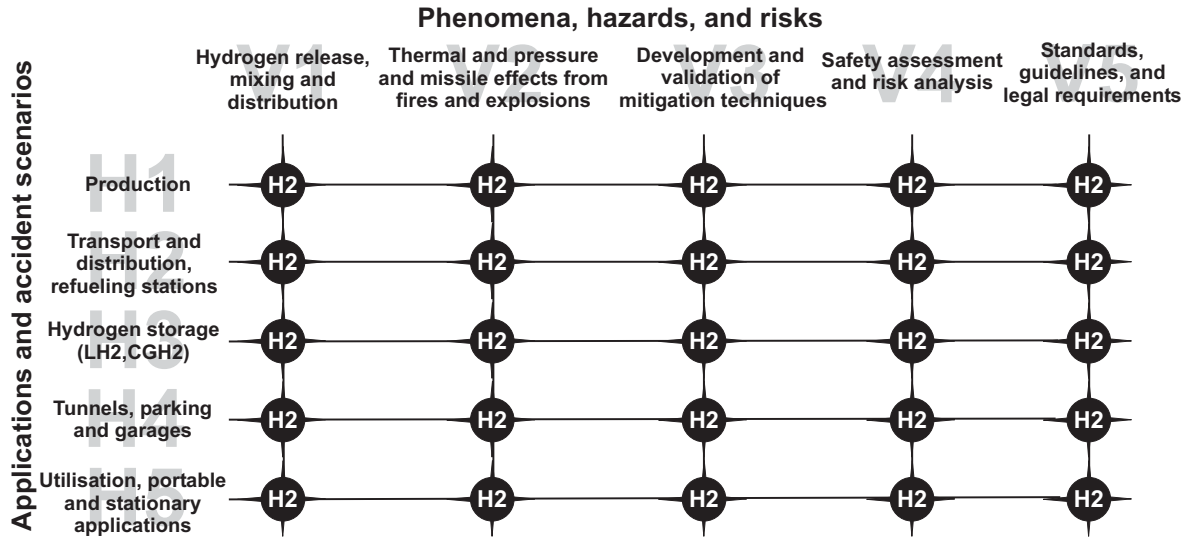 Phenomena, hazards, and risks
Applications and accident scenarios
V1
Hydrogen release,
mixing and
distribution
V2
Thermal and pressure
and missile effects from
fires and explosions
V3
Development and
validation of
mitigation techniques
V4
Safety assessment
and risk analysis
V5
Standards,
guidelines, and
legal requirements
H1
Production
H2 H2 H2 H2 H2
H2
Transport and
distribution,
refueling stations
H2 H2 H2 H2 H2
H3
Hydrogen storage
(LH2,CGH2)
H2 H2 H2 H2 H2
H4
Tunnels, parking
and garages
H2 H2 H2 H2 H2
H5
Utilisation, portable
and stationary
applications
H2 H2 H2 H2 H2